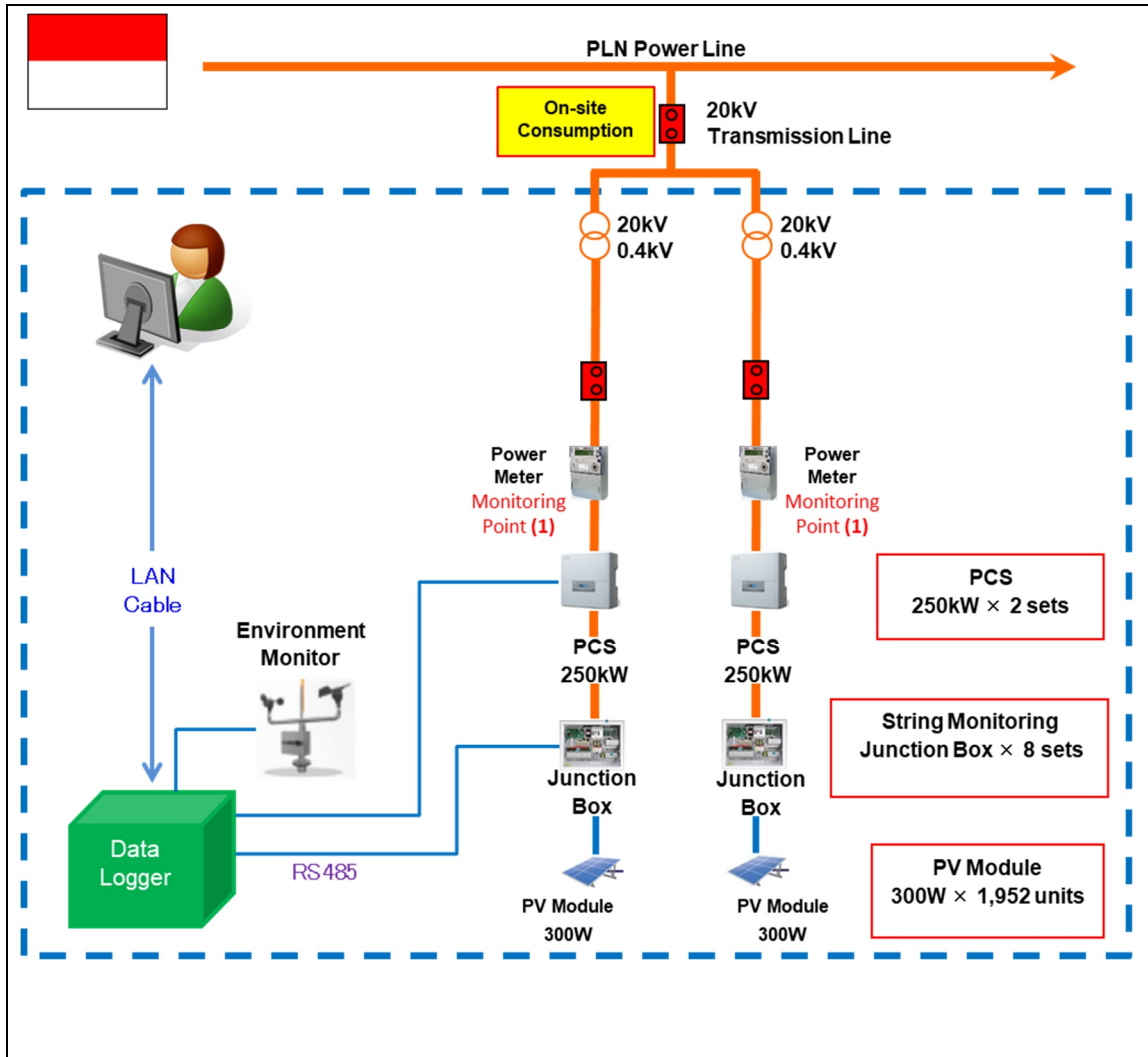 PLN Power Line
On-site
Consumption
20kV
Transmission Line
20kV
0.4kV
20kV
0.4kV
Power
Meter
Monitoring
Point (1)
Power
Meter
Monitoring
Point (1)
LAN
Cable
PCS
250kW × 2 sets
Environment
Monitor
PCS
250kW
PCS
250kW
String Monitoring
Junction Box × 8 sets
Junction
Box
Junction
Box
Data
Logger
RS485
PV Module
300W × 1,952 units
PV Module
300W
PV Module
300W